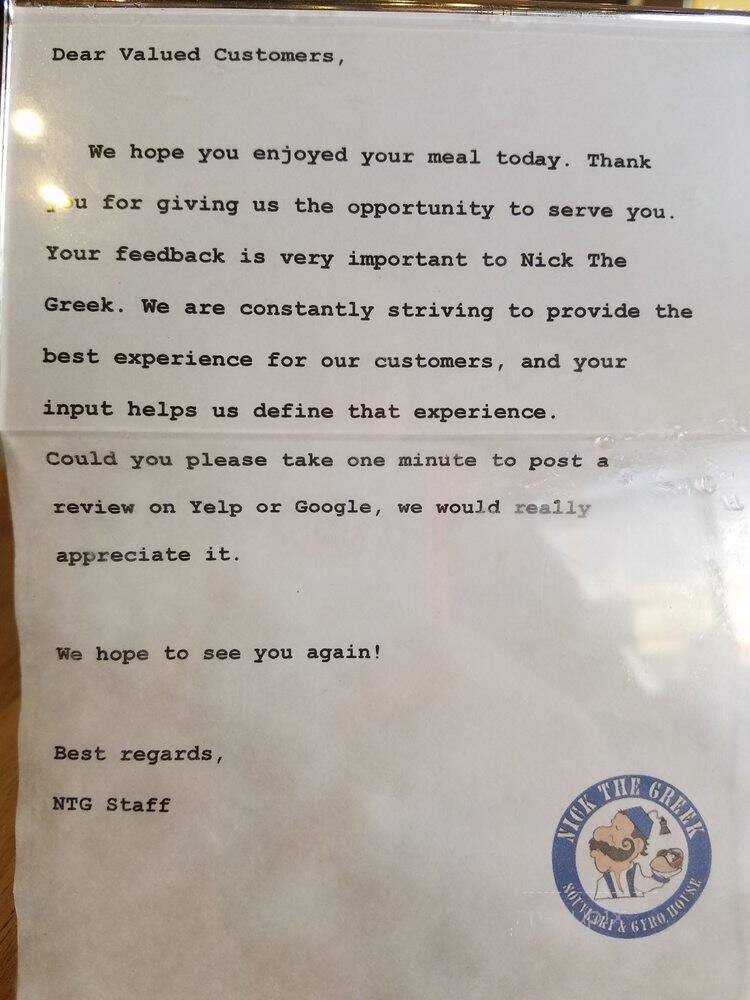 Dear Valued Customers,
We hope you enjoyed your meal today. Thank
you for giving us the opportunity to serve you.
Your feedback is very important to Nick The
Greek. We are constantly striving to provide the
best experience for our customers, and your
input helps us define that experience.
Could you please take one minute to post a
review on Yelp or Google, we would really
appreciate it.
We hope to see you again!
Best regards,
NTG Staff
NICK THE GREEK
SOUVLAKI & GYRO HOUSE